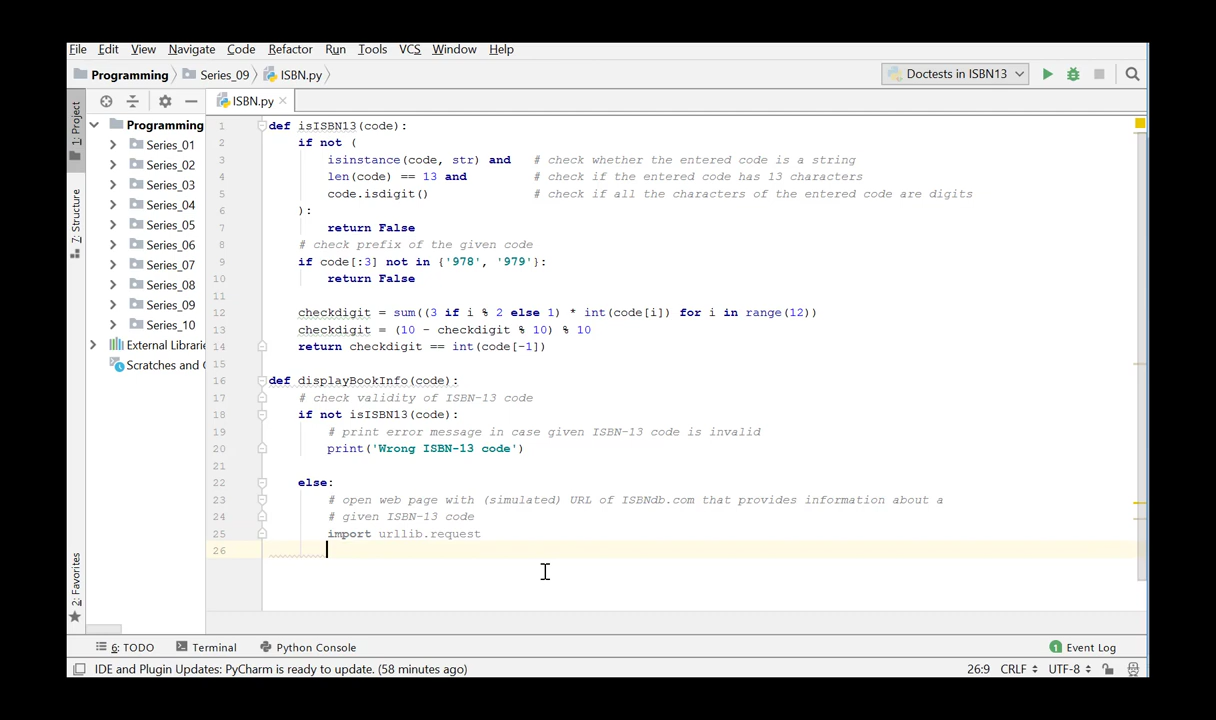 File Edit View Navigate Code Refactor Run Tools VCS Window Help
Programming Series_09 ISBN.py Doctests in ISBN13
1: Project
ISBN.py
Programming
Series_01
Series_02
Series_03
Series_04
Series_05
Series_06
Series_07
Series_08
Series_09
Series_10
External Librarie
Scratches and C
7: Structure
2: Favorites
1 def isISBN13(code):
2 if not (
3 isinstance(code, str) and # check whether the entered code is a string
4 len(code) == 13 and # check if the entered code has 13 characters
5 code.isdigit() # check if all the characters of the entered code are digits
6 ):
7 return False
8 # check prefix of the given code
9 if code[:3] not in {'978', '979'}:
10 return False
11
12 checkdigit = sum((3 if i % 2 else 1) * int(code[i]) for i in range(12))
13 checkdigit = (10 - checkdigit % 10) % 10
14 return checkdigit == int(code[-1])
15
16 def displayBookInfo(code):
17 # check validity of ISBN-13 code
18 if not isISBN13(code):
19 # print error message in case given ISBN-13 code is invalid
20 print('Wrong ISBN-13 code')
21
22 else:
23 # open web page with (simulated) URL of ISBNdb.com that provides information about a
24 # given ISBN-13 code
25 import urllib.request
26
6: TODO Terminal Python Console 1 Event Log
IDE and Plugin Updates: PyCharm is ready to update. (58 minutes ago) 26:9 CRLF UTF-8